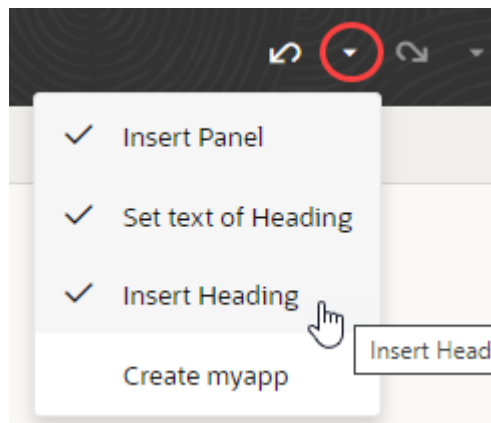 Insert Panel
Set text of Heading
Insert Heading
Insert Head
Create myapp